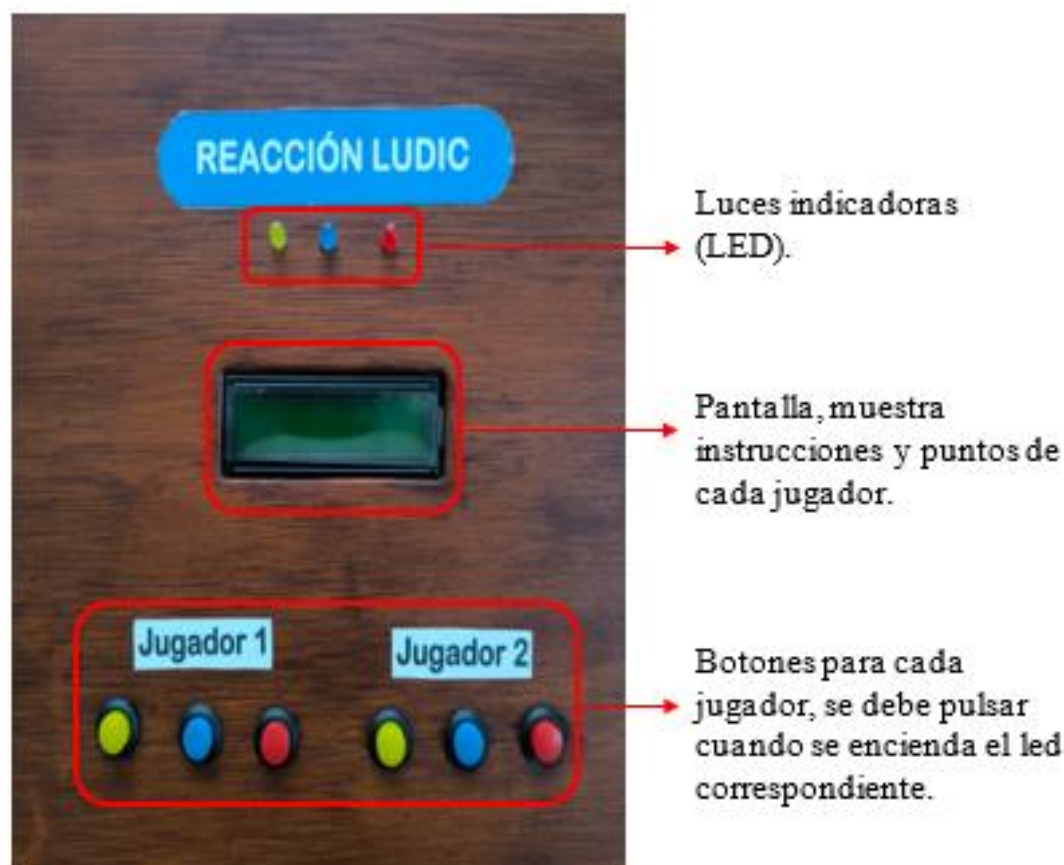 REACCIÓN LUDIC
Luces indicadoras
(LED).
Pantalla, muestra
instrucciones y puntos de
cada jugador.
Jugador 1
Jugador 2
Botones para cada
jugador, se debe pulsar
cuando se encienda el led
correspondiente.